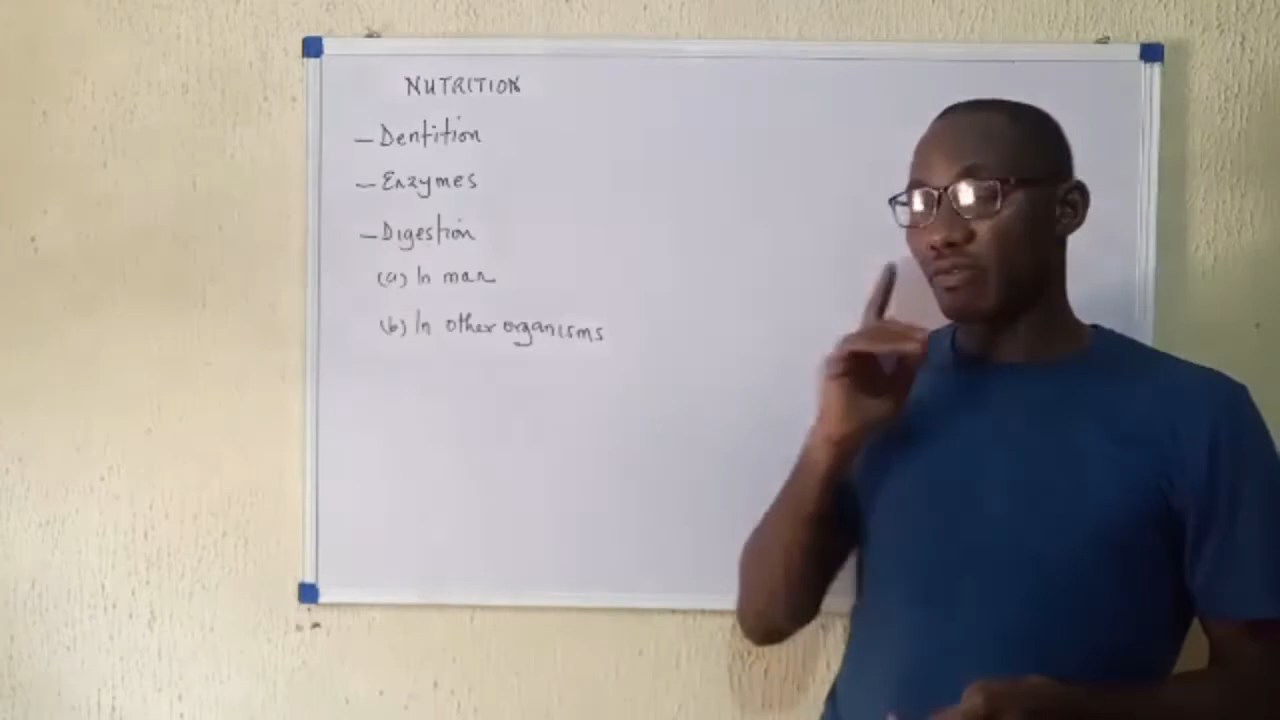 NUTRITION
– Dentition
– Enzymes
– Digestion
(a) In man
(b) In other organisms